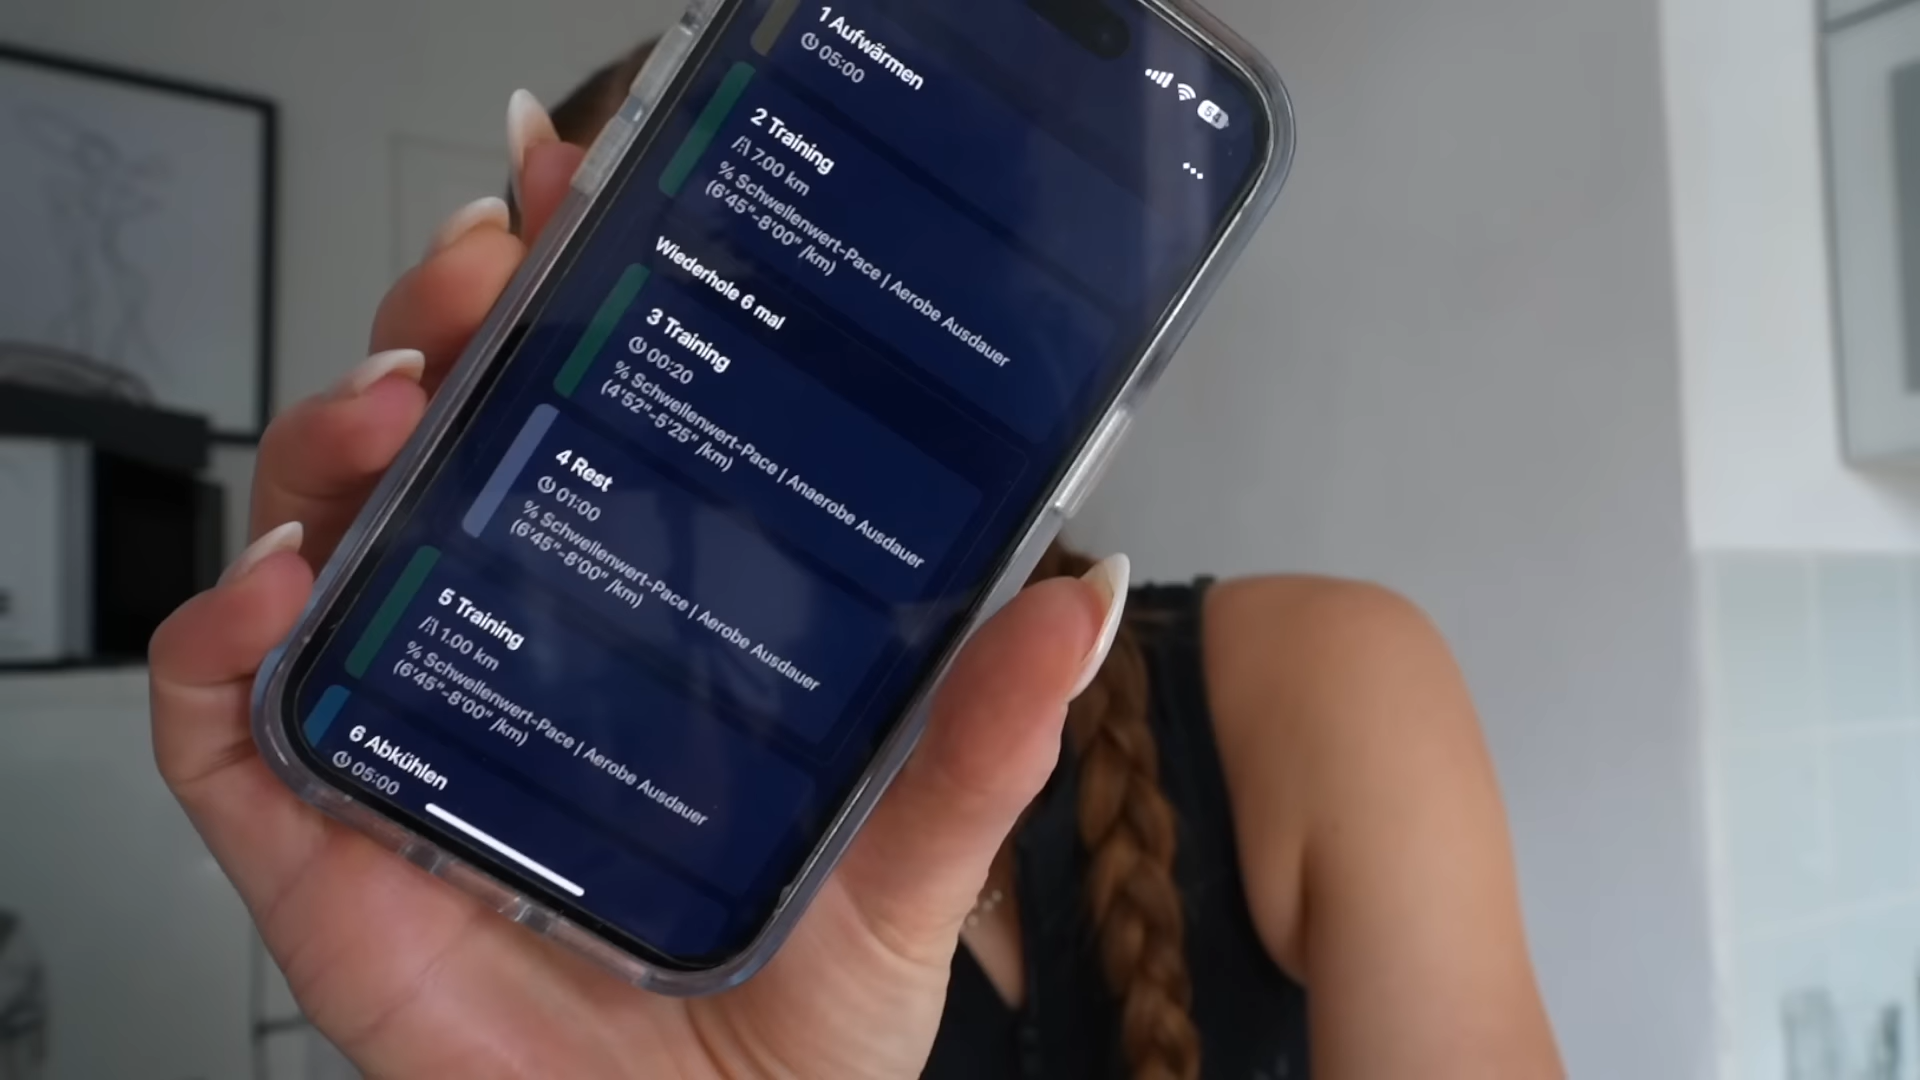 1 Aufwärmen
05:00
54
2 Training
7.00 km
% Schwellenwert-Pace | Aerobe Ausdauer
(6'45"-8'00" /km)
Wiederhole 6 mal
3 Training
00:20
% Schwellenwert-Pace | Anaerobe Ausdauer
(4'52"-5'25" /km)
4 Rest
01:00
% Schwellenwert-Pace | Aerobe Ausdauer
(6'45"-8'00" /km)
5 Training
1.00 km
% Schwellenwert-Pace | Aerobe Ausdauer
(6'45"-8'00" /km)
6 Abkühlen
05:00